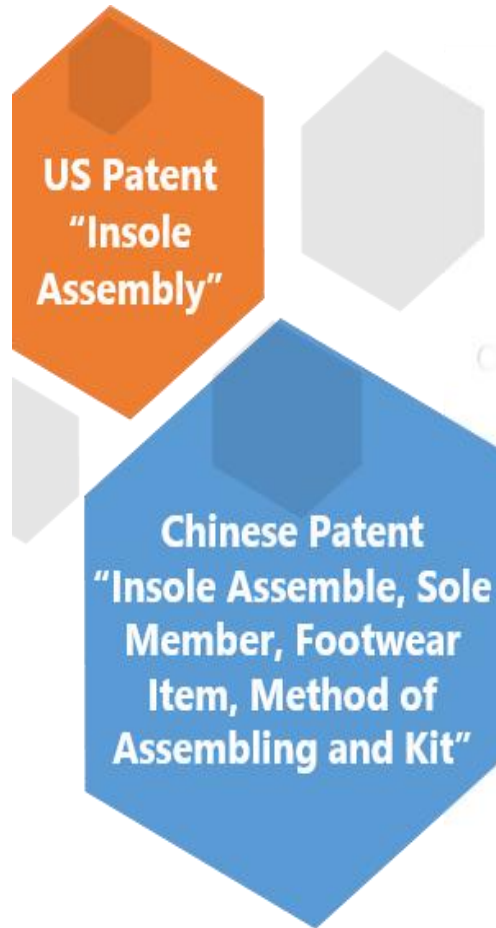 US Patent
“Insole
Assembly”
Chinese Patent
“Insole Assemble, Sole
Member, Footwear
Item, Method of
Assembling and Kit”